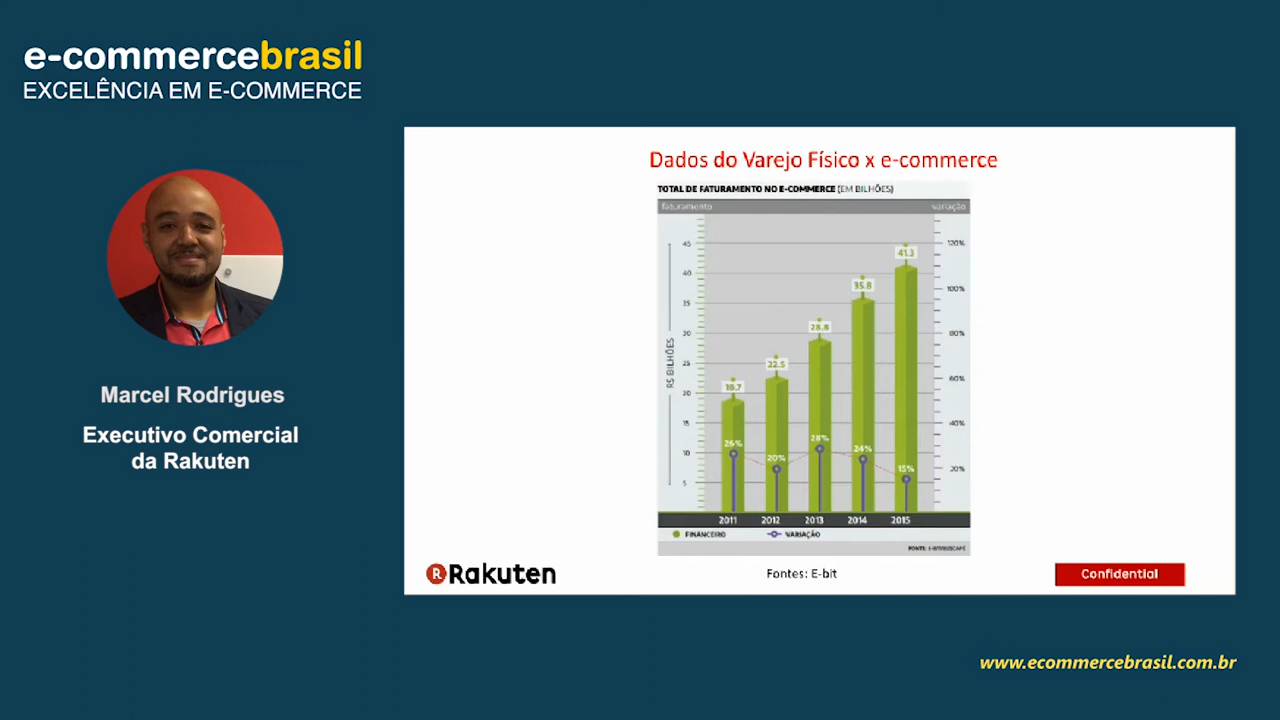 e-commercebrasil
EXCELÊNCIA EM E-COMMERCE
Marcel Rodrigues
Executivo Comercial
da Rakuten
Dados do Varejo Físico x e-commerce
TOTAL DE FATURAMENTO NO E-COMMERCE (EM BILHÕES)
faturamento variação
R$ BILHÕES
45 120%
40
35 100%
30 80%
25
20 60%
15 40%
10 20%
5
18.7 22.5 28.8 35.8 41.3
26% 20% 28% 24% 15%
2011 2012 2013 2014 2015
FINANCEIRO VARIAÇÃO
FONTE: E-BIT/BUSCAPÉ
Fontes: E-bit
R Rakuten
Confidential
www.ecommercebrasil.com.br